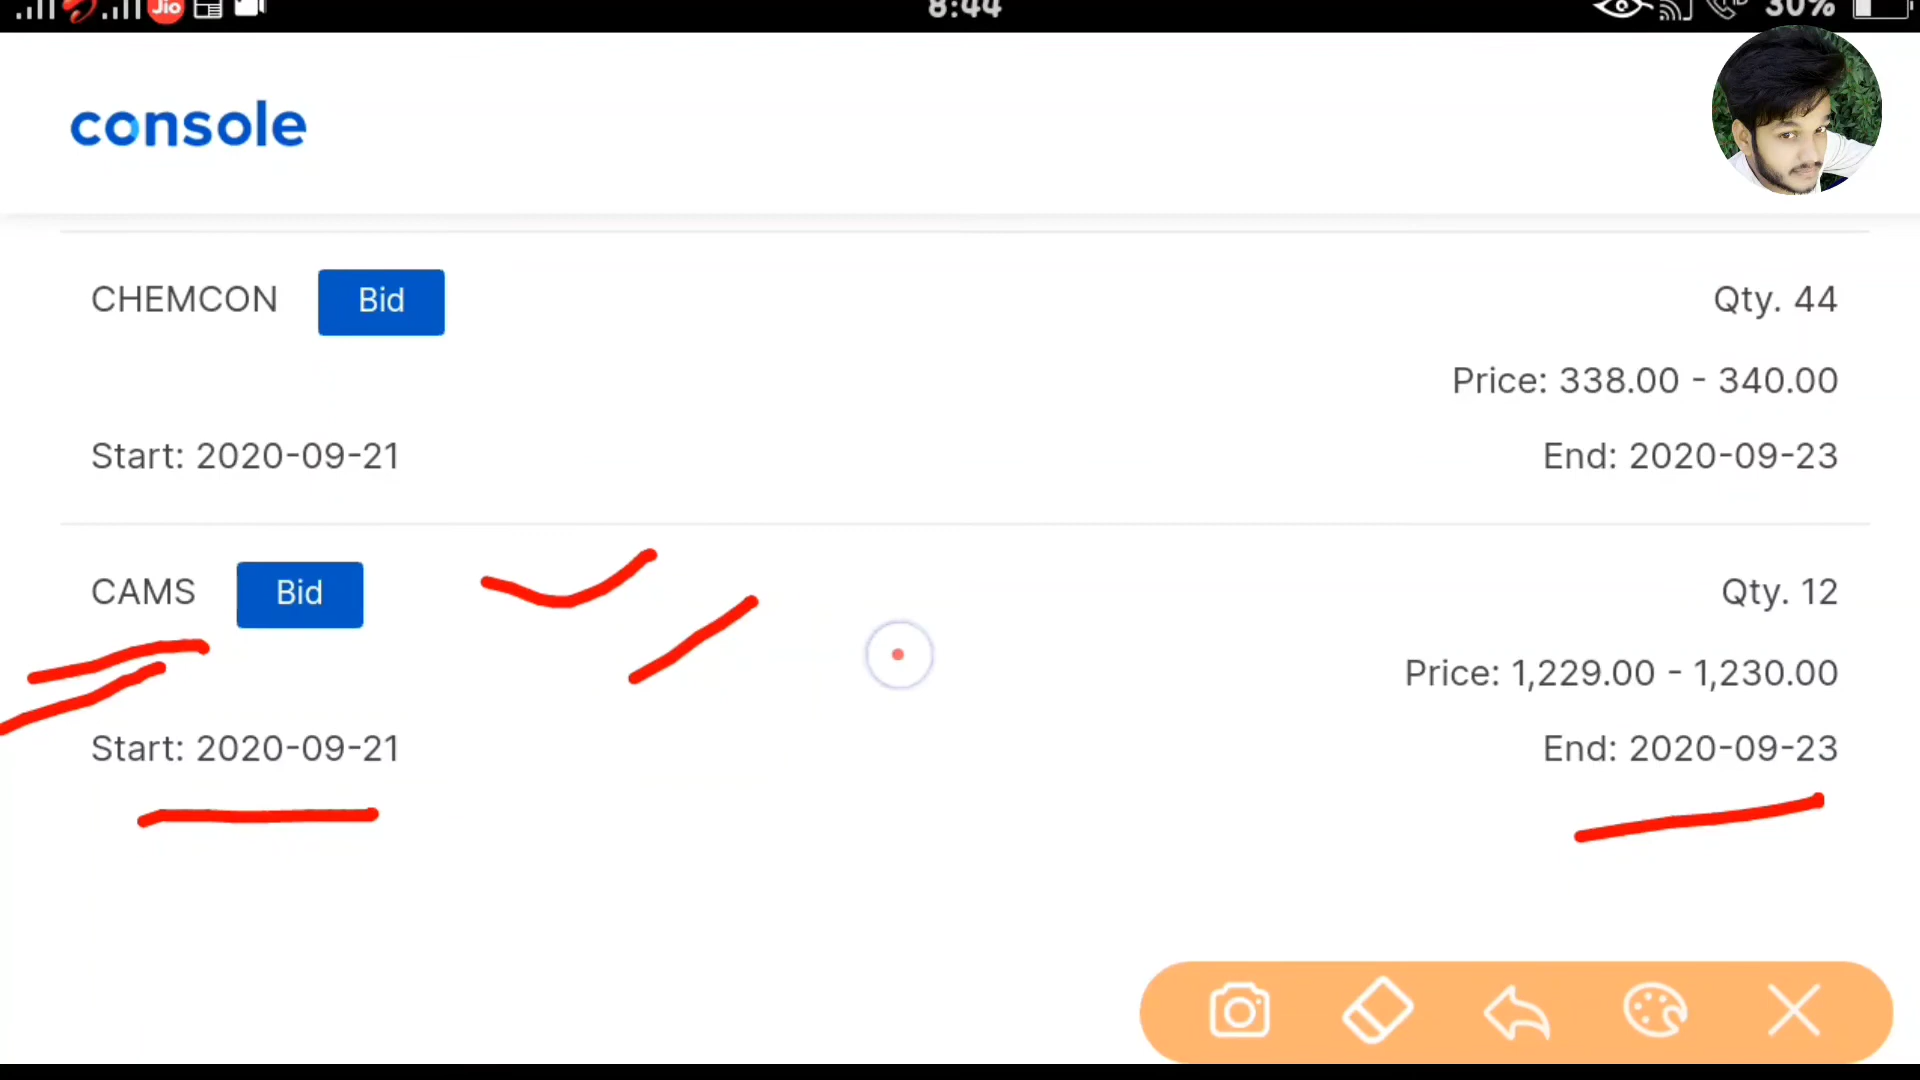 Jio 8:44 30%
console
CHEMCON Bid Qty. 44
Price: 338.00 - 340.00
Start: 2020-09-21 End: 2020-09-23
CAMS Bid Qty. 12
Price: 1,229.00 - 1,230.00
Start: 2020-09-21 End: 2020-09-23